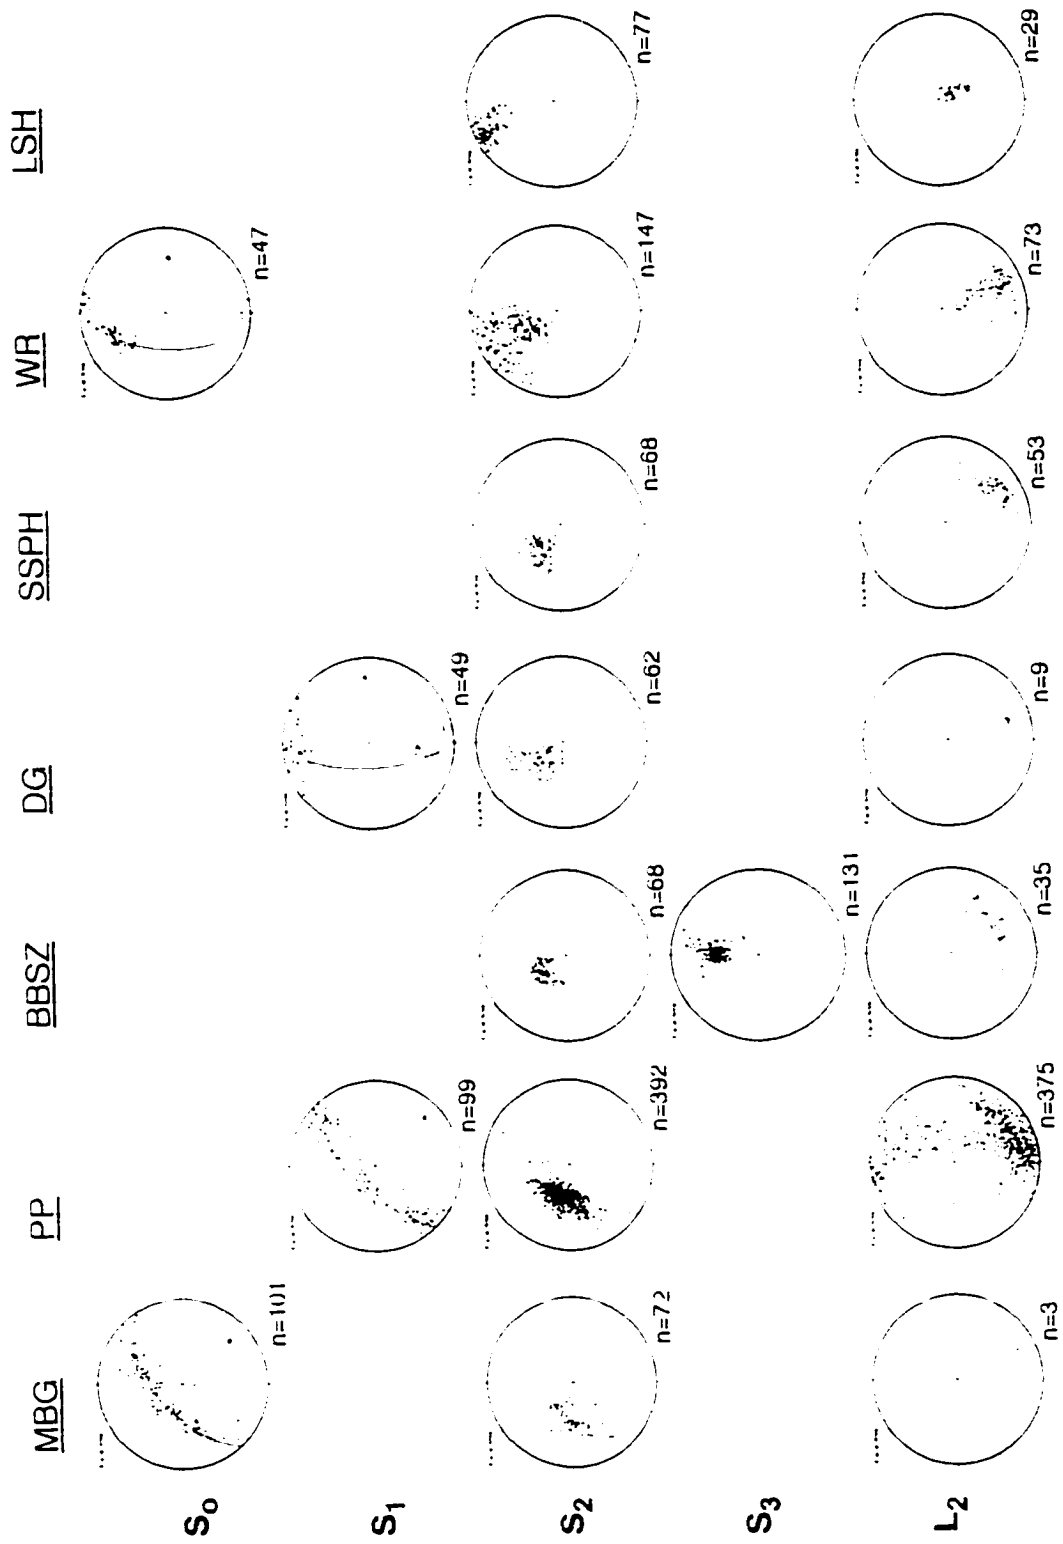 MBG PP BBSZ DG SSPH WR LSH
S₀ n=101 n=47
S₁ n=99 n=49
S₂ n=72 n=392 n=68 n=62 n=68 n=147 n=77
S₃ n=131
L₂ n=3 n=375 n=35 n=9 n=53 n=73 n=29